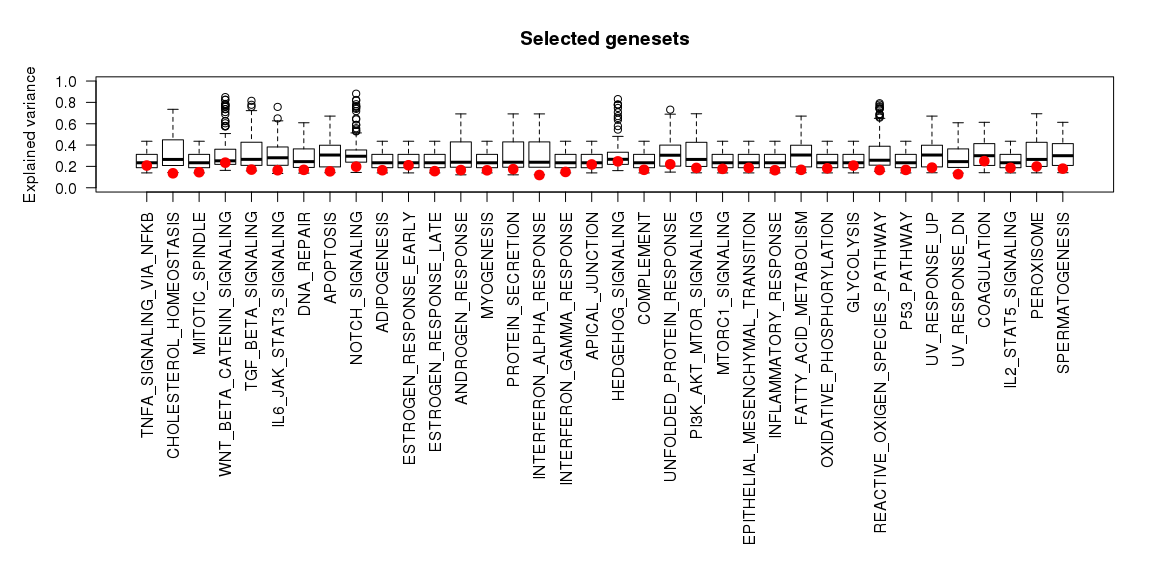 Selected genesets
Explained variance
1.0
0.8
0.6
0.4
0.2
0.0
TNFA_SIGNALING_VIA_NFKB
CHOLESTEROL_HOMEOSTASIS
MITOTIC_SPINDLE
WNT_BETA_CATENIN_SIGNALING
TGF_BETA_SIGNALING
IL6_JAK_STAT3_SIGNALING
DNA_REPAIR
APOPTOSIS
NOTCH_SIGNALING
ADIPOGENESIS
ESTROGEN_RESPONSE_EARLY
ESTROGEN_RESPONSE_LATE
ANDROGEN_RESPONSE
MYOGENESIS
PROTEIN_SECRETION
INTERFERON_ALPHA_RESPONSE
INTERFERON_GAMMA_RESPONSE
APICAL_JUNCTION
HEDGEHOG_SIGNALING
COMPLEMENT
UNFOLDED_PROTEIN_RESPONSE
PI3K_AKT_MTOR_SIGNALING
MTORC1_SIGNALING
EPITHELIAL_MESENCHYMAL_TRANSITION
INFLAMMATORY_RESPONSE
FATTY_ACID_METABOLISM
OXIDATIVE_PHOSPHORYLATION
GLYCOLYSIS
REACTIVE_OXIGEN_SPECIES_PATHWAY
P53_PATHWAY
UV_RESPONSE_UP
UV_RESPONSE_DN
COAGULATION
IL2_STAT5_SIGNALING
PEROXISOME
SPERMATOGENESIS